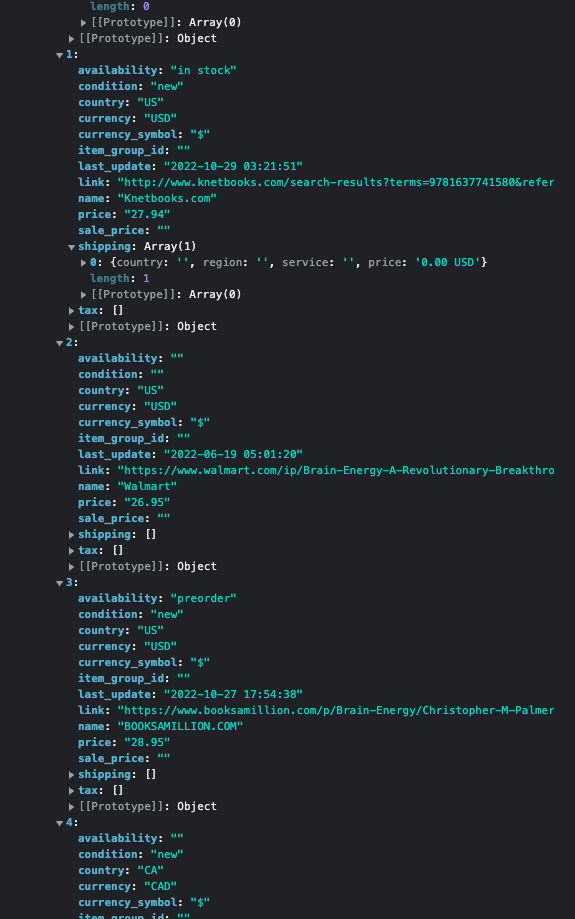 length: 0
[[Prototype]]: Array(0)
[[Prototype]]: Object
1:
availability: "in stock"
condition: "new"
country: "US"
currency: "USD"
currency_symbol: "$"
item_group_id: ""
last_update: "2022-10-29 03:21:51"
link: "http://www.knetbooks.com/search-results?terms=9781637741580&refer
name: "Knetbooks.com"
price: "27.94"
sale_price: ""
shipping: Array(1)
0: {country: '', region: '', service: '', price: '0.00 USD'}
length: 1
[[Prototype]]: Array(0)
tax: []
[[Prototype]]: Object
2:
availability: ""
condition: ""
country: "US"
currency: "USD"
currency_symbol: "$"
item_group_id: ""
last_update: "2022-06-19 05:01:20"
link: "https://www.walmart.com/ip/Brain-Energy-A-Revolutionary-Breakthro
name: "Walmart"
price: "26.95"
sale_price: ""
shipping: []
tax: []
[[Prototype]]: Object
3:
availability: "preorder"
condition: "new"
country: "US"
currency: "USD"
currency_symbol: "$"
item_group_id: ""
last_update: "2022-10-27 17:54:38"
link: "https://www.booksamillion.com/p/Brain-Energy/Christopher-M-Palmer
name: "BOOKSAMILLION.COM"
price: "28.95"
sale_price: ""
shipping: []
tax: []
[[Prototype]]: Object
4:
availability: ""
condition: "new"
country: "CA"
currency: "CAD"
currency_symbol: "$"
item_group_id: ""